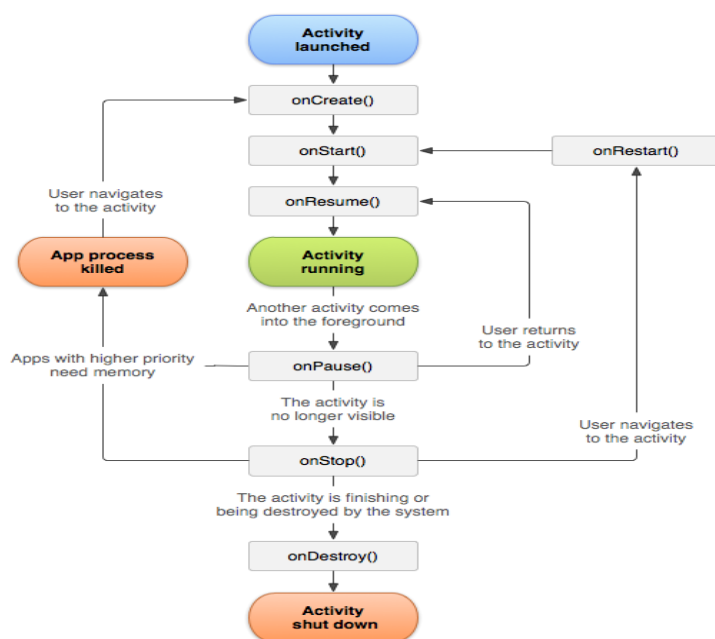 Activity
launched
onCreate()
onStart()
onRestart()
User navigates
to the activity
onResume()
App process
killed
Activity
running
Another activity comes
into the foreground
User returns
to the activity
Apps with higher priority
need memory
onPause()
The activity is
no longer visible
User navigates
to the activity
onStop()
The activity is finishing or
being destroyed by the system
onDestroy()
Activity
shut down